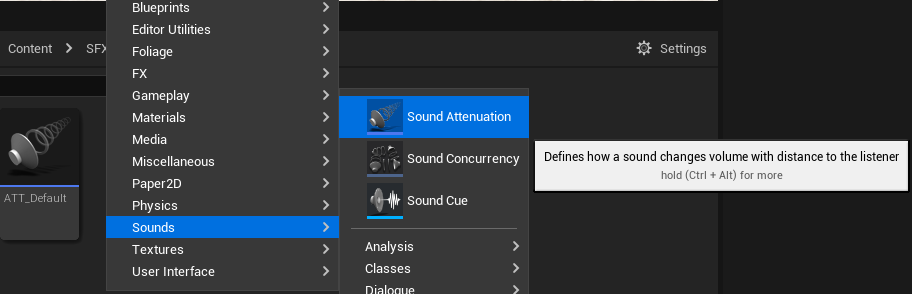 Blueprints
Editor Utilities
Foliage
FX
Gameplay
Materials
Media
Miscellaneous
Paper2D
Physics
Sounds
Textures
User Interface
Content
SFX
Settings
ATT_Default
Sound Attenuation
Sound Concurrency
Sound Cue
Analysis
Classes
Dialogue
Defines how a sound changes volume with distance to the listener
hold (Ctrl + Alt) for more